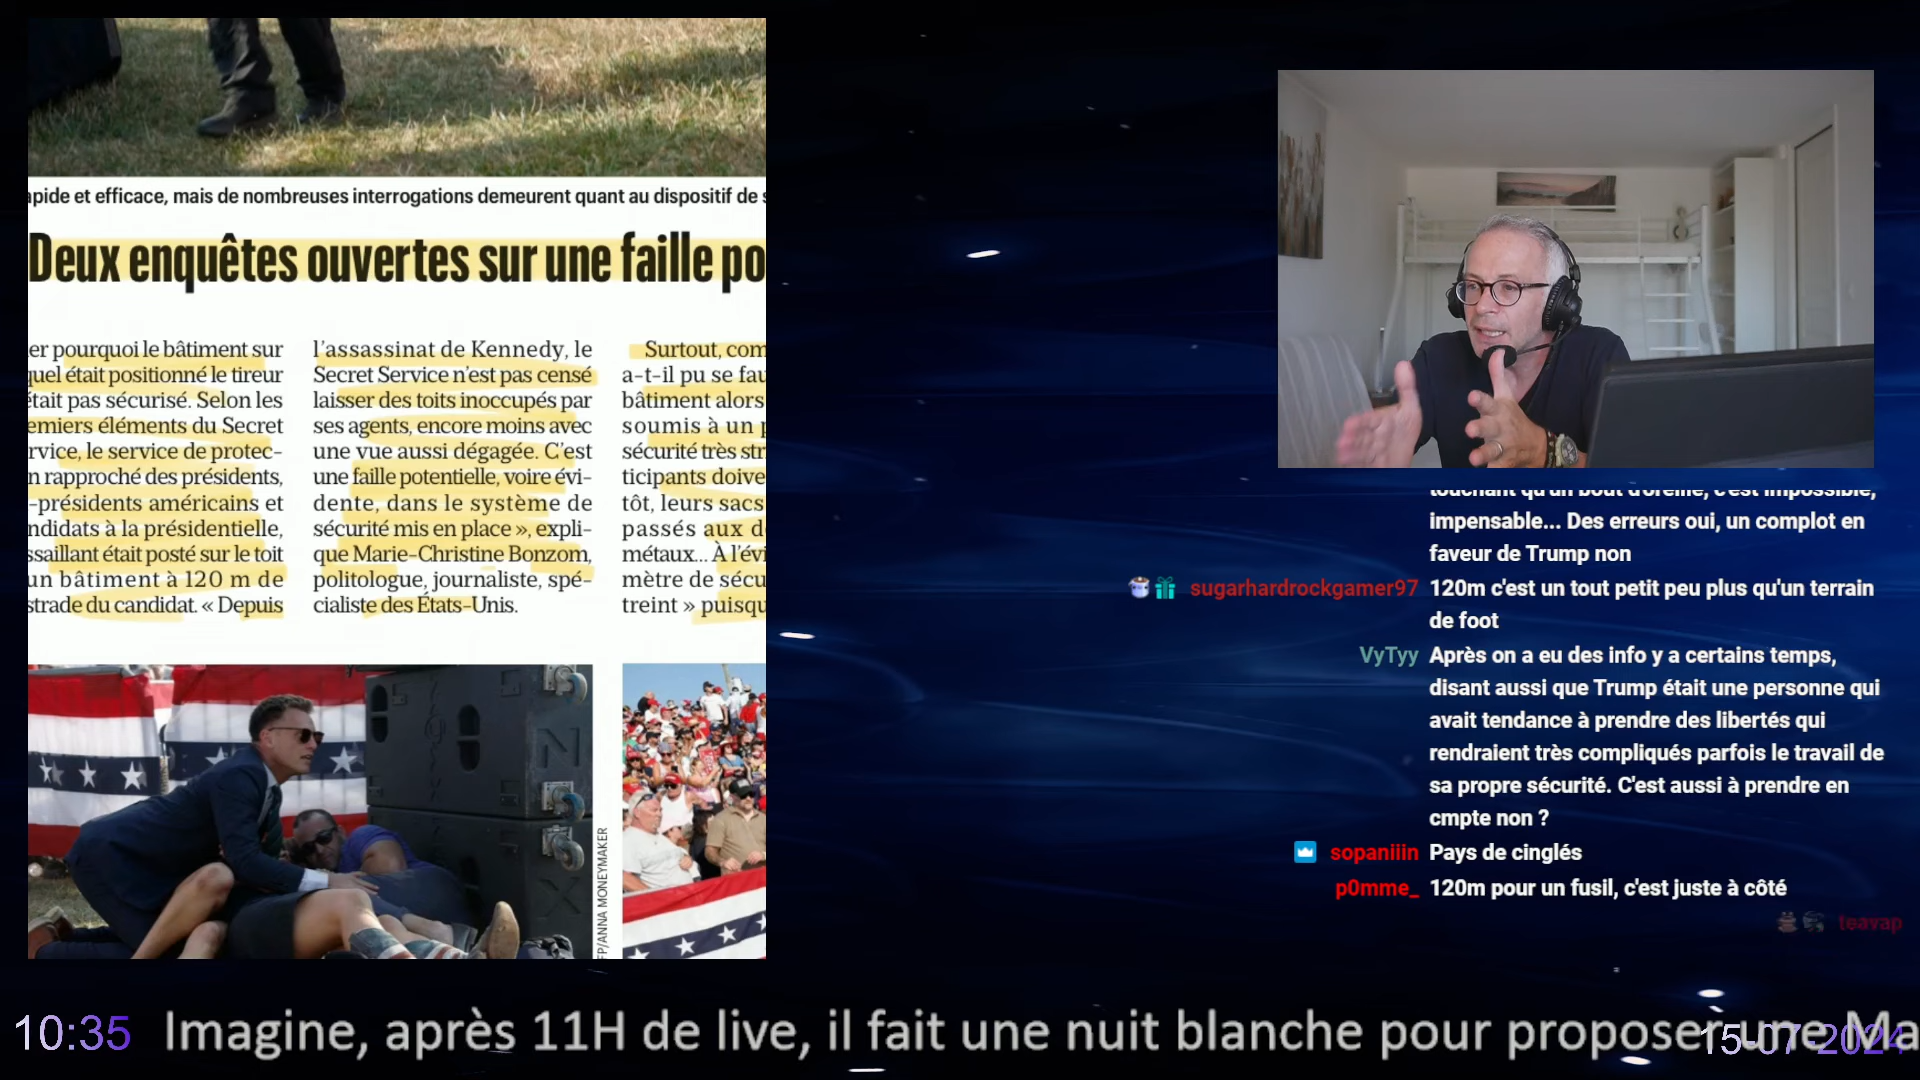 apide et efficace, mais de nombreuses interrogations demeurent quant au dispositif de s
Deux enquêtes ouvertes sur une faille po
er pourquoi le bâtiment sur
quel était positionné le tireur
était pas sécurisé. Selon les
emiers éléments du Secret
rvice, le service de protec-
n rapproché des présidents,
-présidents américains et
ndidats à la présidentielle,
ssaillant était posté sur le toit
un bâtiment à 120 m de
strade du candidat. « Depuis
l'assassinat de Kennedy, le
Secret Service n'est pas censé
laisser des toits inoccupés par
ses agents, encore moins avec
une vue aussi dégagée. C'est
une faille potentielle, voire évi-
dente, dans le système de
sécurité mis en place », expli-
que Marie-Christine Bonzom,
politologue, journaliste, spé-
cialiste des États-Unis.
Surtout, com
a-t-il pu se fau
bâtiment alors
soumis à un p
sécurité très str
ticipants doive
tôt, leurs sacs
passés aux d
métaux... À l'évi
mètre de sécu
treint » puisqu
FP/ANNA MONEYMAKER
touchant qu'un bout d'oreille, c'est impossible,
impensable... Des erreurs oui, un complot en
faveur de Trump non
sugarhardrockgamer97 120m c'est un tout petit peu plus qu'un terrain
de foot
VyTyy Après on a eu des info y a certains temps,
disant aussi que Trump était une personne qui
avait tendance à prendre des libertés qui
rendraient très compliqués parfois le travail de
sa propre sécurité. C'est aussi à prendre en
cmpte non ?
sopaniiin Pays de cinglés
p0mme_ 120m pour un fusil, c'est juste à côté
teavap
10:35 Imagine, après 11H de live, il fait une nuit blanche pour proposer une Ma
15-07-2024